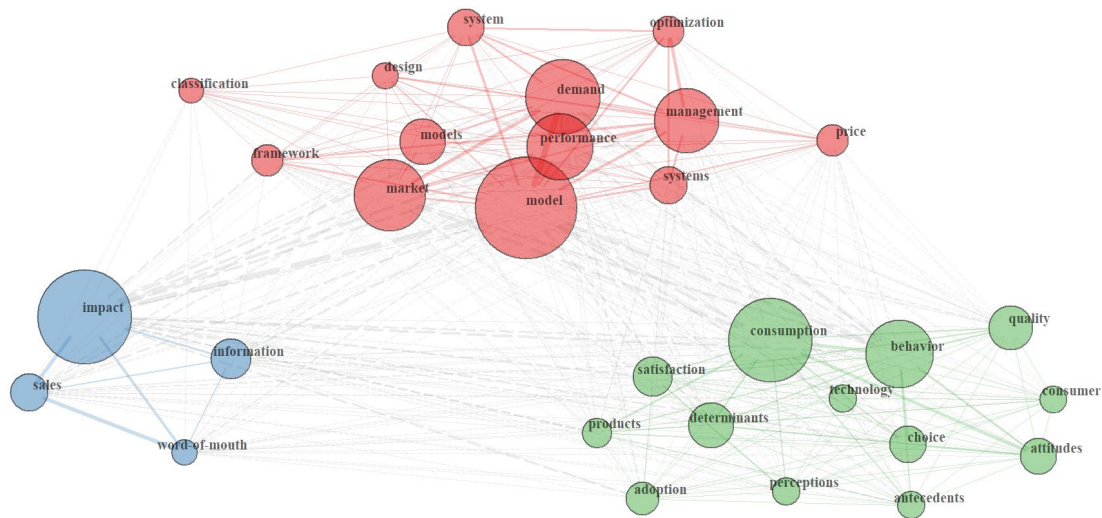 system
optimization
design
classification
demand
management
models
performance
price
framework
market
systems
model
impact
information
sales
word-of-mouth
consumption
behavior
quality
satisfaction
technology
consumer
products
determinants
choice
attitudes
adoption
perceptions
antecedents